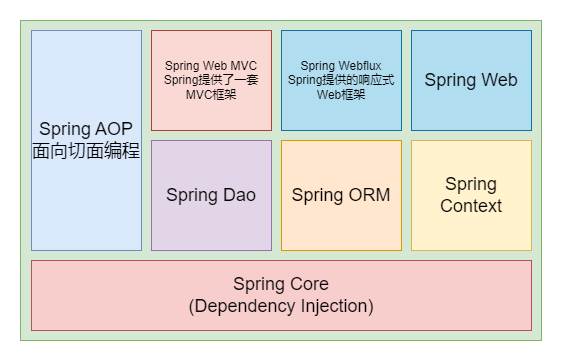 Spring AOP
面向切面编程
Spring Web MVC
Spring提供了一套
MVC框架
Spring Webflux
Spring提供的响应式
Web框架
Spring Web
Spring Dao
Spring ORM
Spring
Context
Spring Core
(Dependency Injection)